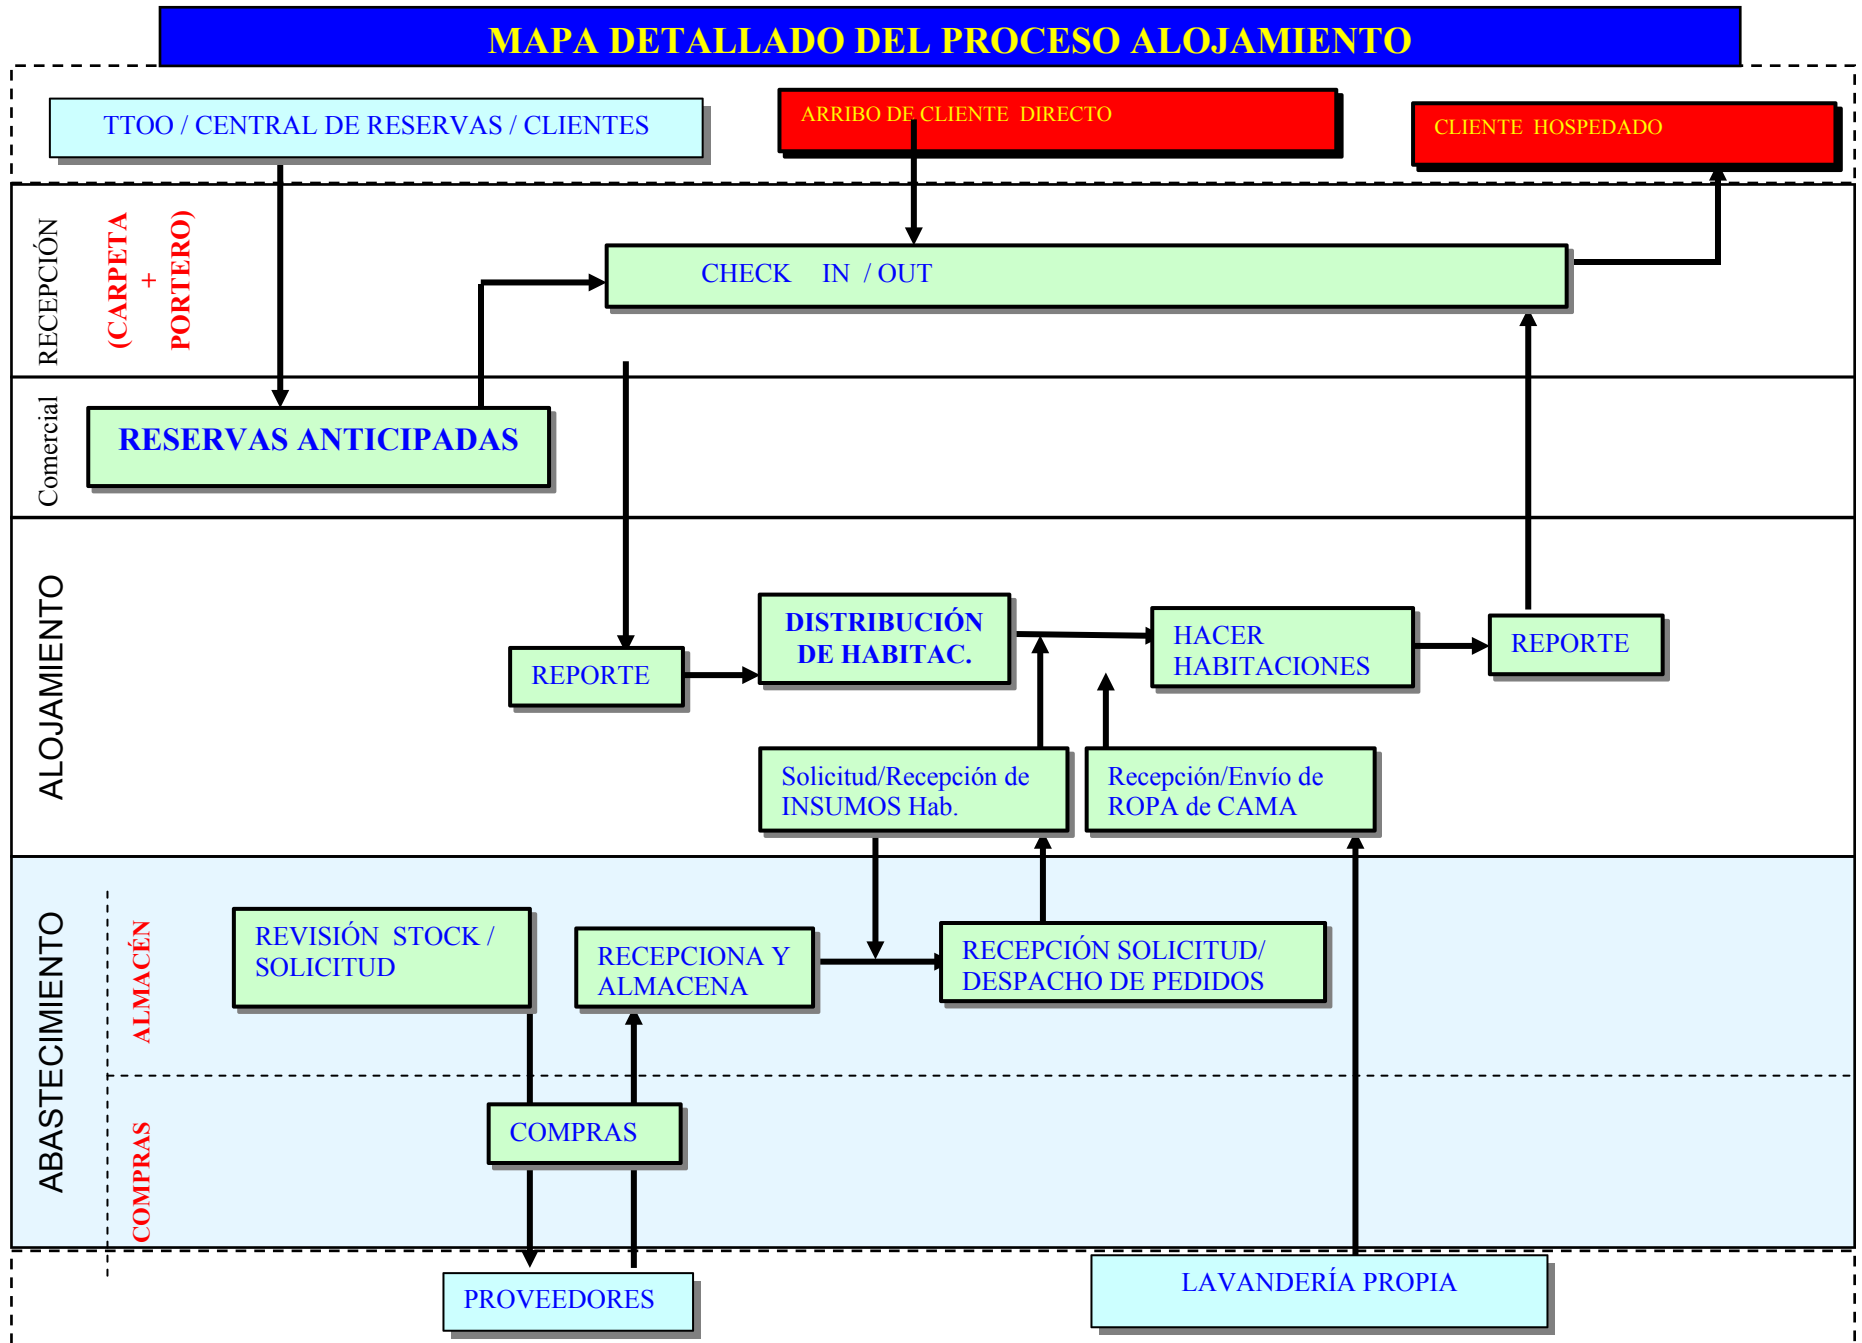 MAPA DETALLADO DEL PROCESO ALOJAMIENTO
TTOO / CENTRAL DE RESERVAS / CLIENTES
ARRIBO DE CLIENTE DIRECTO
CLIENTE HOSPEDADO
RECEPCIÓN
(CARPETA
+
PORTERO)
CHECK IN / OUT
Comercial
RESERVAS ANTICIPADAS
ALOJAMIENTO
REPORTE
DISTRIBUCIÓN
DE HABITAC.
HACER
HABITACIONES
REPORTE
Solicitud/Recepción de
INSUMOS Hab.
Recepción/Envío de
ROPA de CAMA
ABASTECIMIENTO
ALMACÉN
REVISIÓN STOCK /
SOLICITUD
RECEPCIONA Y
ALMACENA
RECEPCIÓN SOLICITUD/
DESPACHO DE PEDIDOS
COMPRAS
COMPRAS
PROVEEDORES
LAVANDERÍA PROPIA